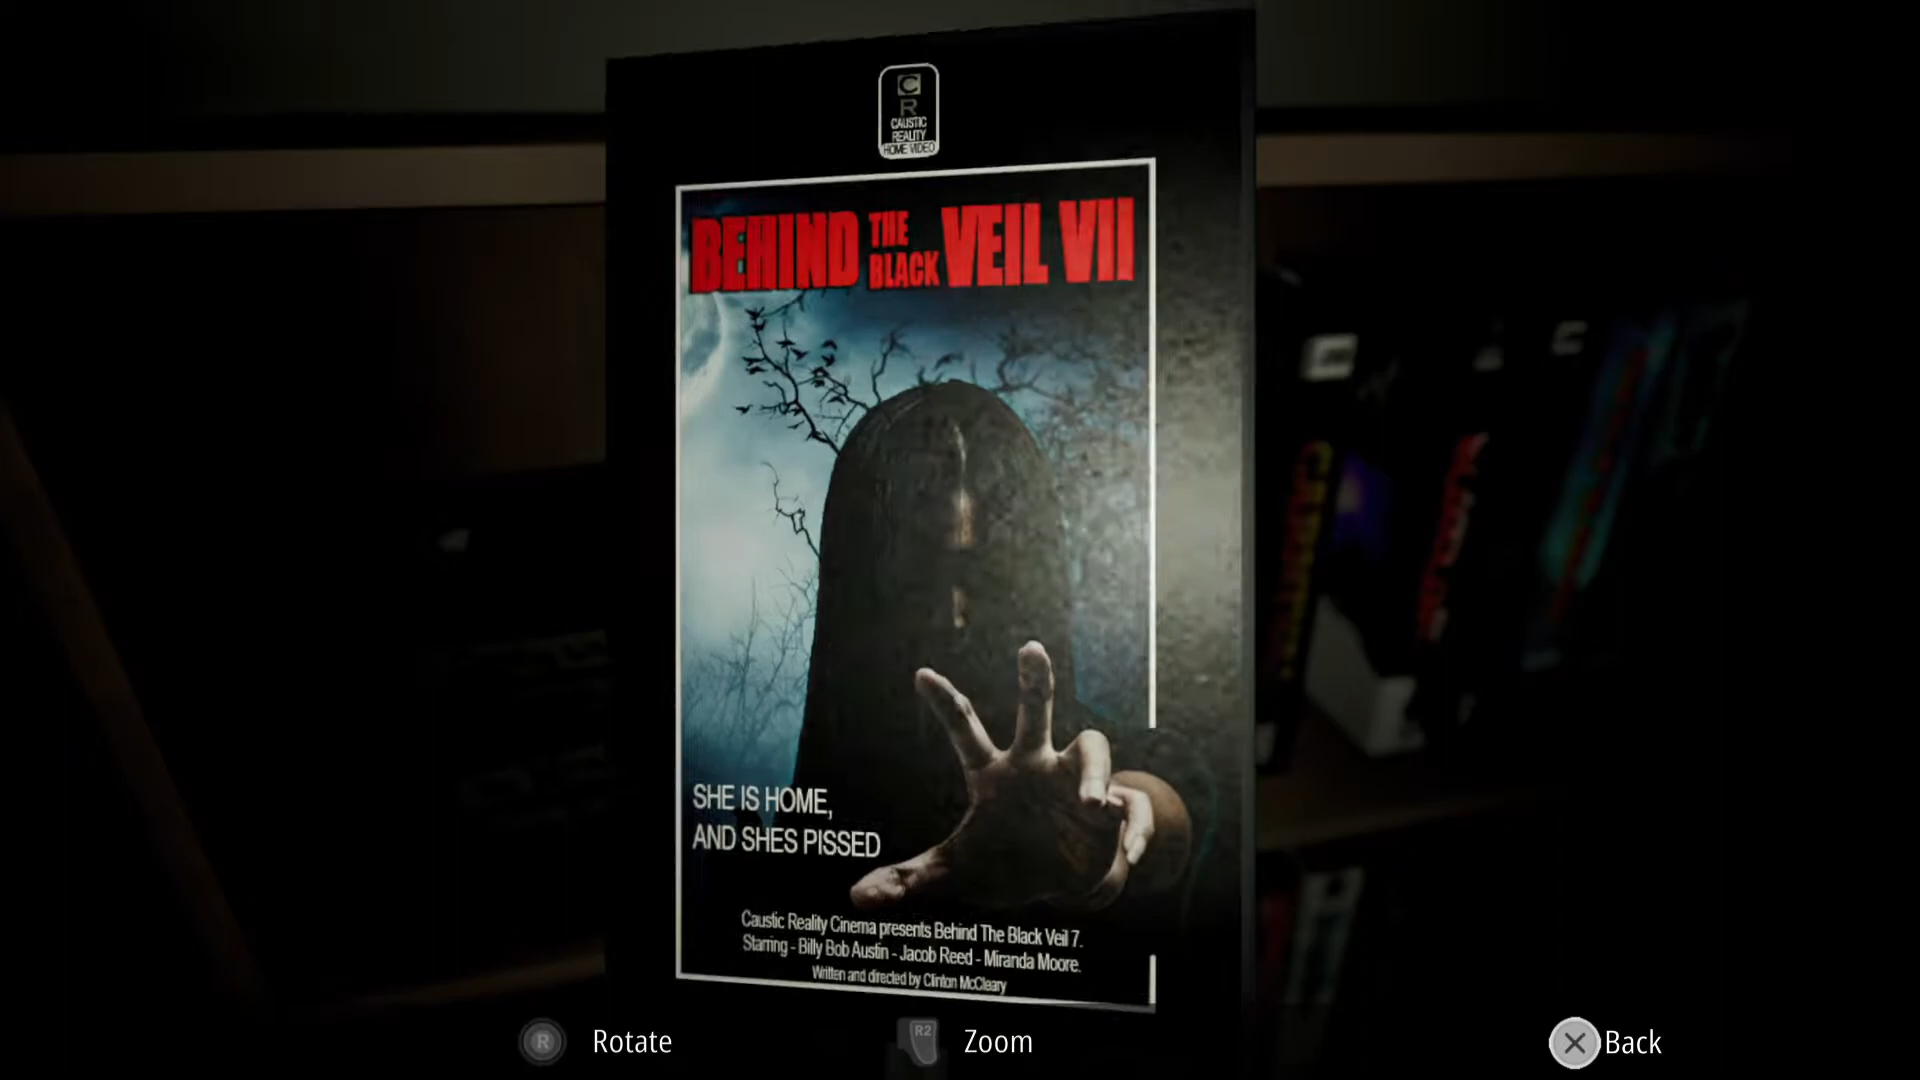 C
R
CAUSTIC
REALITY
HOME VIDEO
BEHIND THE BLACK VEIL VII
SHE IS HOME,
AND SHES PISSED
Caustic Reality Cinema presents Behind The Black Veil 7.
Starring - Billy Bob Austin - Jacob Reed - Miranda Moore.
Written and directed by Clinton McCleary
R Rotate
R2 Zoom
Back